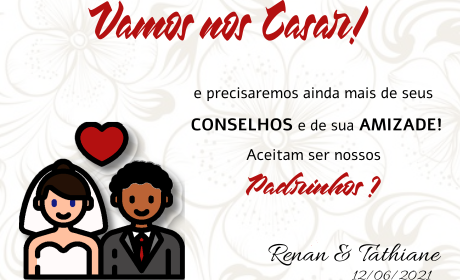 Vamos nos Casar!
e precisaremos ainda mais de seus
CONSELHOS e de sua AMIZADE!
Aceitam ser nossos
Padrinhos?
Renan & Tathiane
12/06/2021